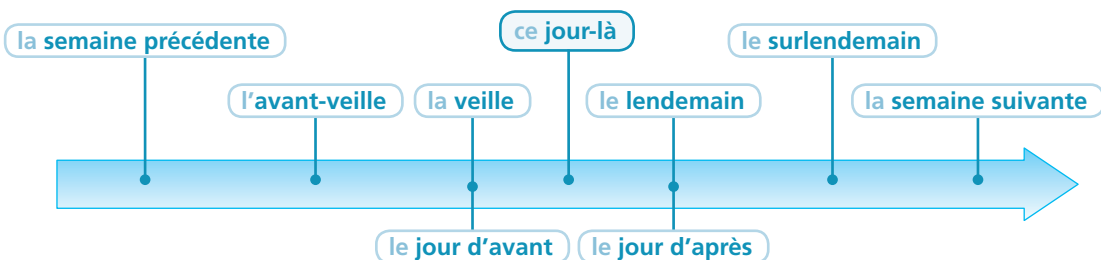 la semaine précédente
ce jour-là
le surlendemain
l'avant-veille
la veille
le lendemain
la semaine suivante
le jour d'avant
le jour d'après